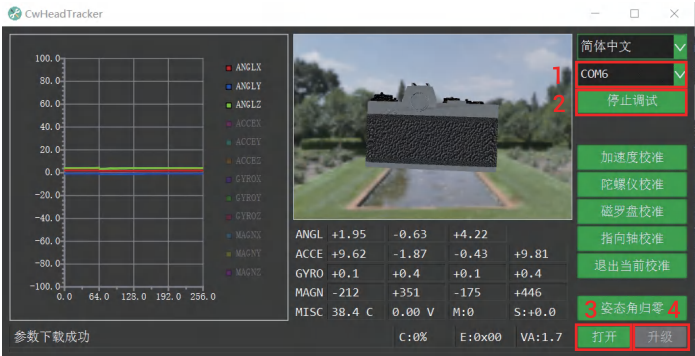 CwHeadTracker
100.0
80.0
60.0
40.0
20.0
0.0
-20.0
-40.0
-60.0
-80.0
-100.0
0.0 64.0 128.0 192.0 256.0
ANGLX
ANGLY
ANGLZ
ACCEX
ACCEY
ACCEZ
GYROX
GYROY
GYROZ
MAGNX
MAGNY
MAGNZ
ANGL +1.95 -0.63 +4.22
ACCE +9.62 -1.87 -0.43 +9.81
GYRO +0.1 +0.4 +0.1 +0.4
MAGN -212 +351 -175 +446
MISC 38.4 C 0.00 V M:0 S:+0.0
简体中文
1 COM6
2 停止调试
加速度校准
陀螺仪校准
磁罗盘校准
指向轴校准
退出当前校准
3 姿态角归零 4
打开 升级
参数下载成功 C:0% E:0x00 VA:1.7